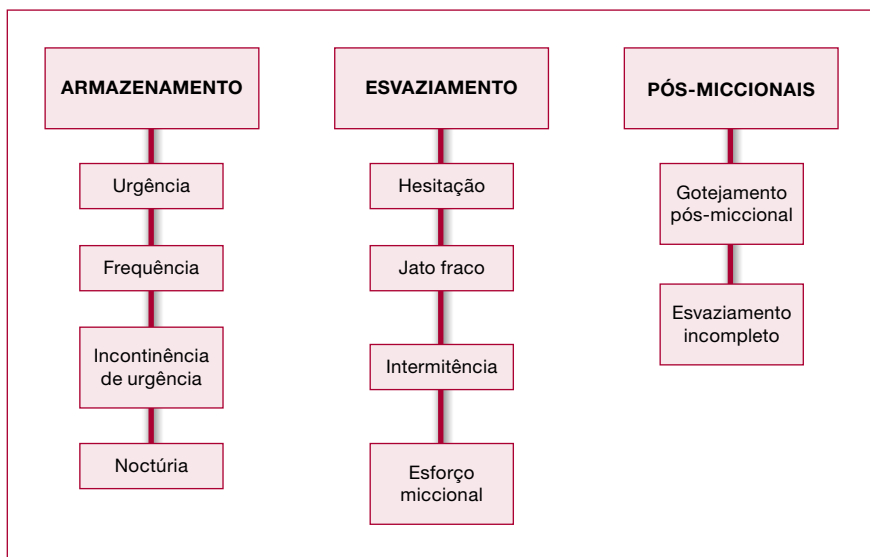 ARMAZENAMENTO
Urgência
Frequência
Incontinência
de urgência
Noctúria
ESVAZIAMENTO
Hesitação
Jato fraco
Intermitência
Esforço
miccional
PÓS-MICCIONAIS
Gotejamento
pós-miccional
Esvaziamento
incompleto